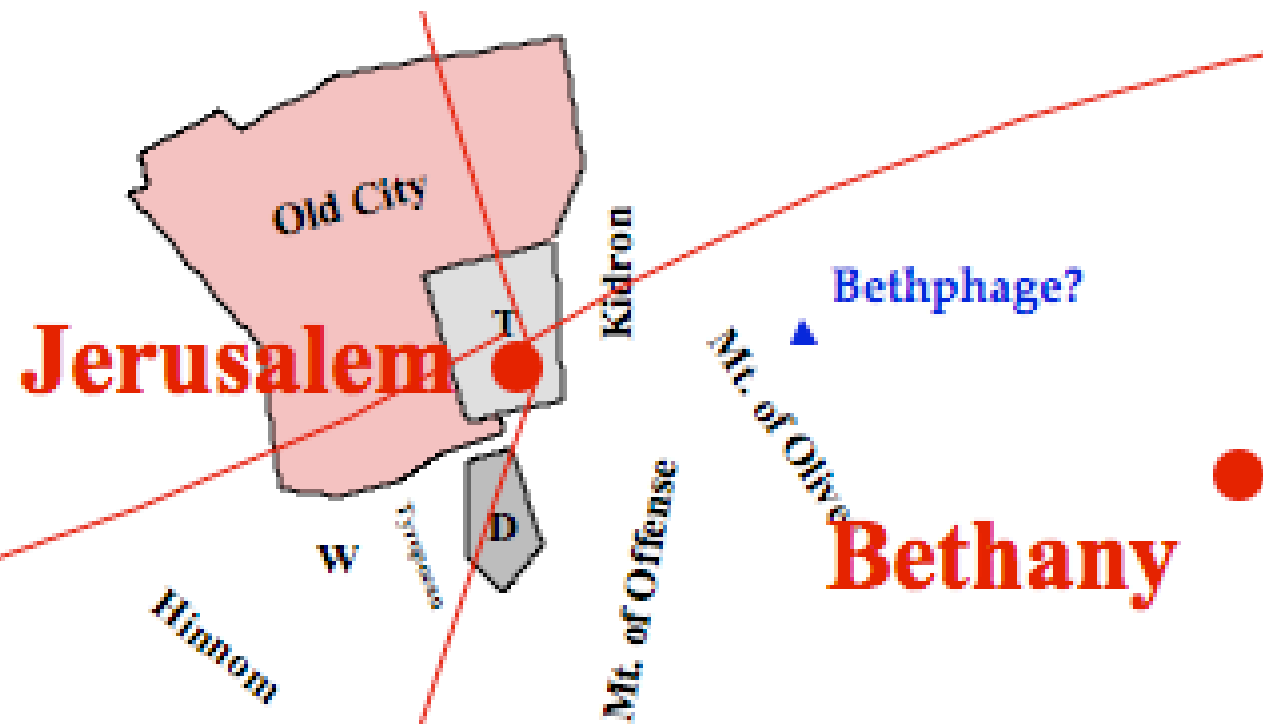 Old City
Kidron
Bethphage?
T
Jerusalem
Mt. of Olive
D
W
Mt. of Offense
Bethany
Hinnom